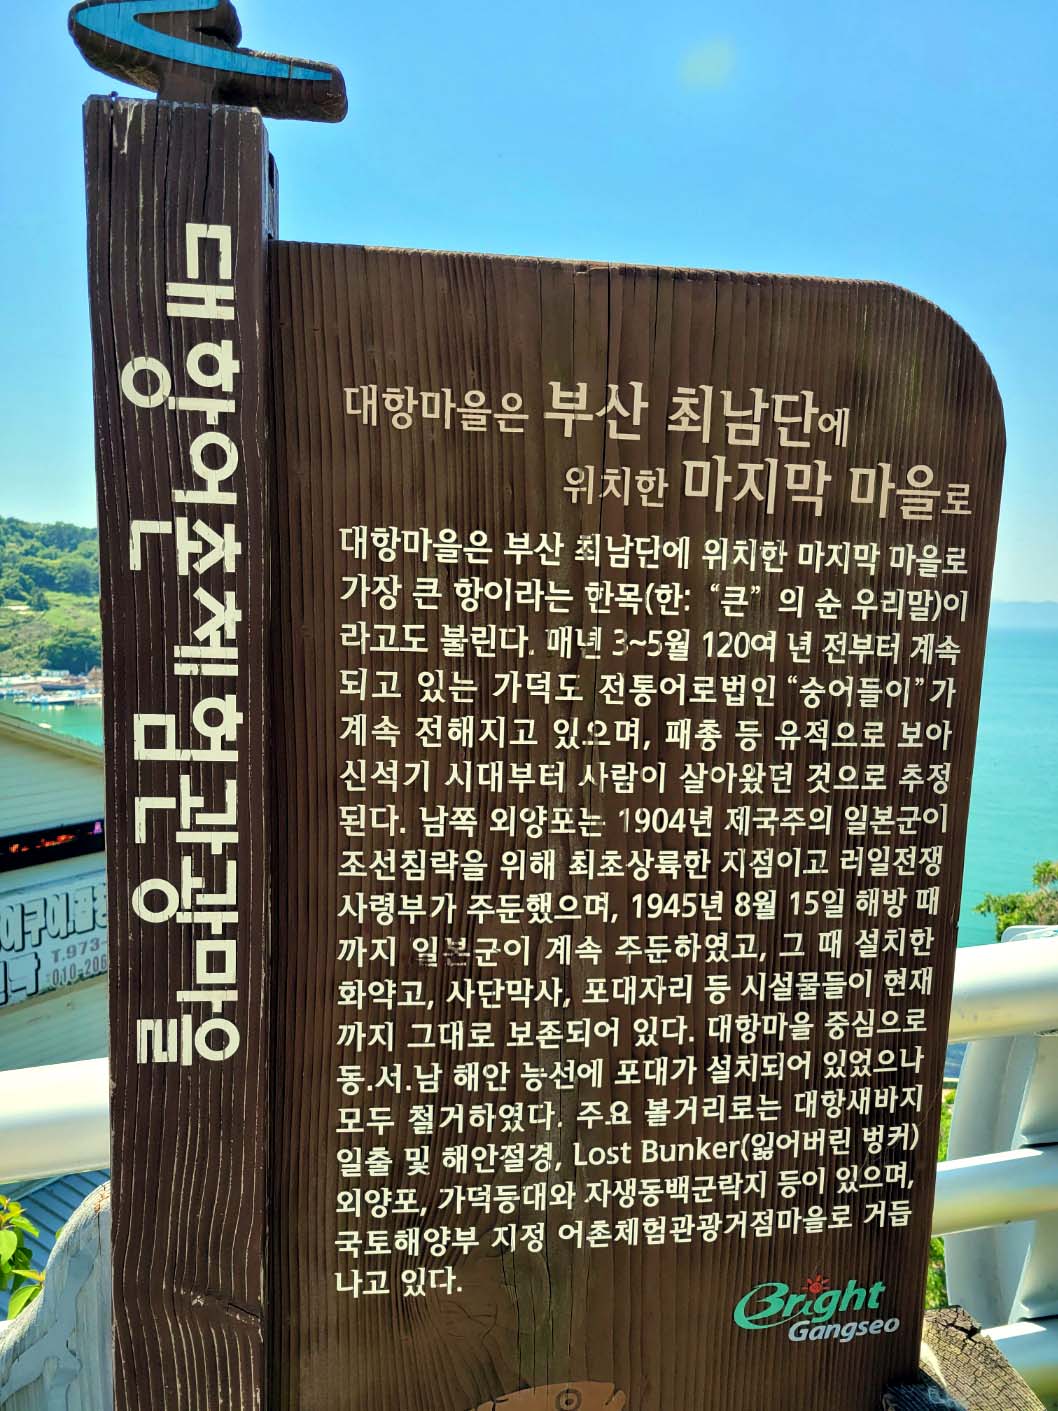 대항어촌체험관광마을
대항마을은 부산 최남단에
위치한 마지막 마을로
대항마을은 부산 최남단에 위치한 마지막 마을로
가장 큰 항이라는 한목(한: “큰” 의 순 우리말)이
라고도 불린다. 매년 3~5월 120여 년 전부터 계속
되고 있는 가덕도 전통어로법인 “숭어들이” 가
계속 전해지고 있으며, 패총 등 유적으로 보아
신석기 시대부터 사람이 살아왔던 것으로 추정
된다. 남쪽 외양포는 1904년 제국주의 일본군이
조선침략을 위해 최초상륙한 지점이고 러일전쟁
사령부가 주둔했으며, 1945년 8월 15일 해방 때
까지 일본군이 계속 주둔하였고, 그 때 설치한
화약고, 사단막사, 포대자리 등 시설물들이 현재
까지 그대로 보존되어 있다. 대항마을 중심으로
동.서.남 해안 능선에 포대가 설치되어 있었으나
모두 철거하였다. 주요 볼거리로는 대항새바지
일출 및 해안절경, Lost Bunker(잃어버린 벙커)
외양포, 가덕등대와 자생동백군락지 등이 있으며,
국토해양부 지정 어촌체험관광거점마을로 거듭
나고 있다.
Bright
Gangseo
T.973-
010-206